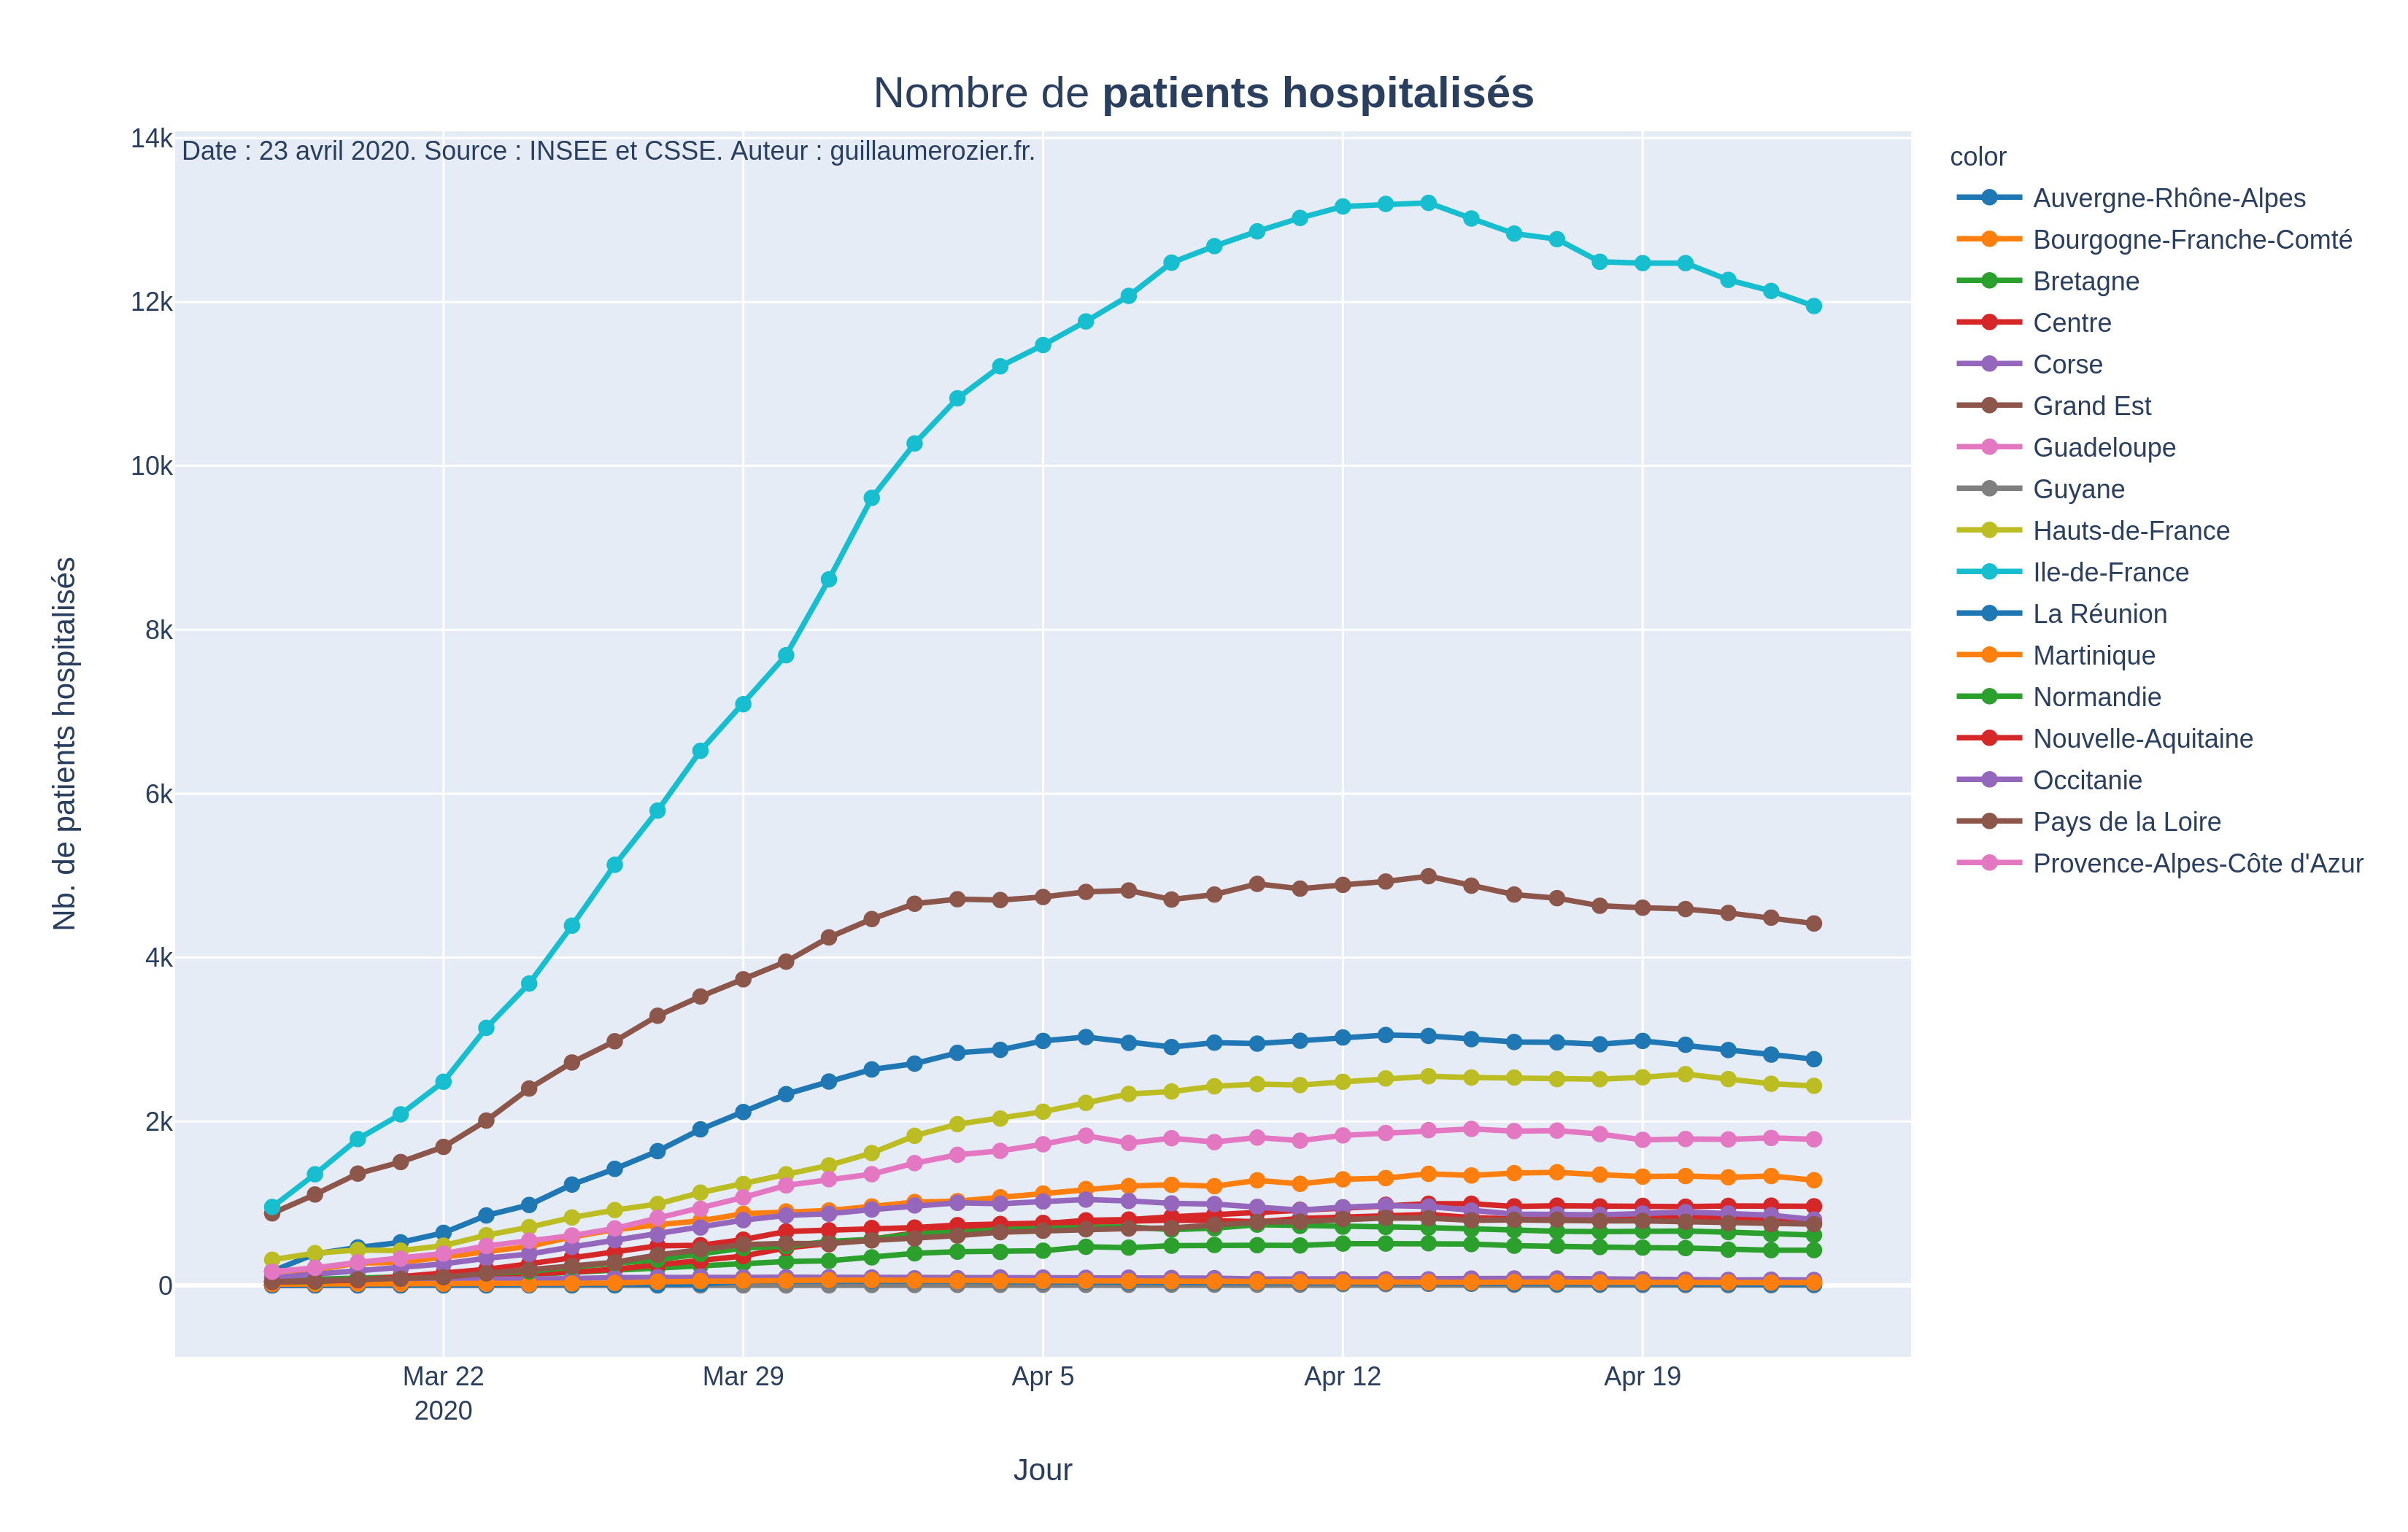 Nombre de patients hospitalisés
Date : 23 avril 2020. Source : INSEE et CSSE. Auteur : guillaumerozier.fr.
14k
12k
10k
8k
6k
4k
2k
0
Nb. de patients hospitalisés
Mar 22
2020
Mar 29
Apr 5
Apr 12
Apr 19
Jour
color
Auvergne-Rhône-Alpes
Bourgogne-Franche-Comté
Bretagne
Centre
Corse
Grand Est
Guadeloupe
Guyane
Hauts-de-France
Ile-de-France
La Réunion
Martinique
Normandie
Nouvelle-Aquitaine
Occitanie
Pays de la Loire
Provence-Alpes-Côte d'Azur